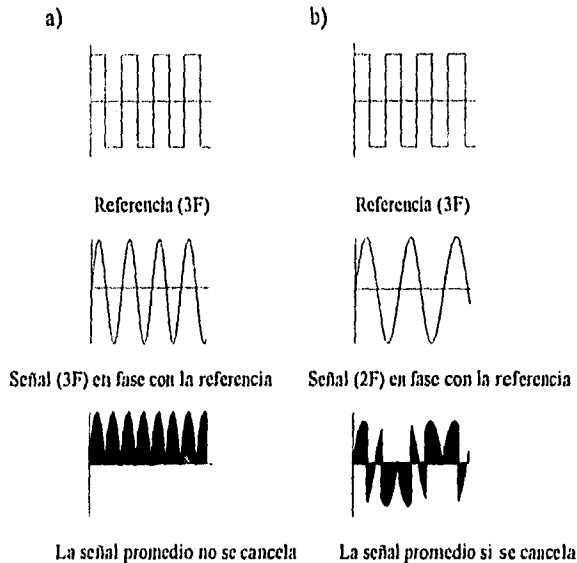 a)
b)
Referencia (3F)
Referencia (3F)
Señal (3F) en fase con la referencia
Señal (2F) en fase con la referencia
La señal promedio no se cancela
La señal promedio si se cancela